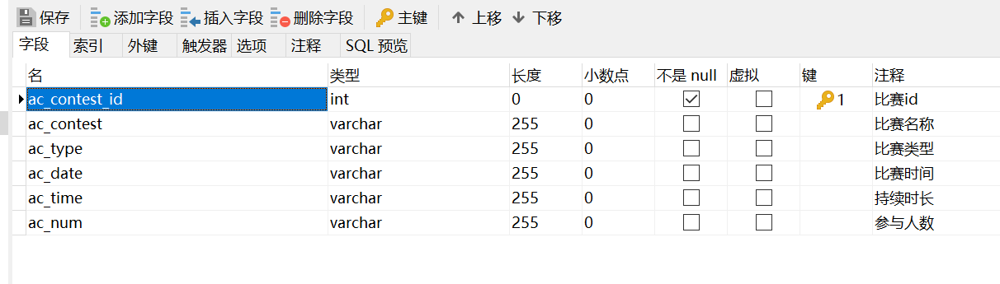 保存 添加字段 插入字段 删除字段 主键 上移 下移
字段 索引 外键 触发器 选项 注释 SQL 预览
名 类型 长度 小数点 不是 null 虚拟 键 注释
ac_contest_id int 0 0 1 比赛id
ac_contest varchar 255 0 比赛名称
ac_type varchar 255 0 比赛类型
ac_date varchar 255 0 比赛时间
ac_time varchar 255 0 持续时长
ac_num varchar 255 0 参与人数